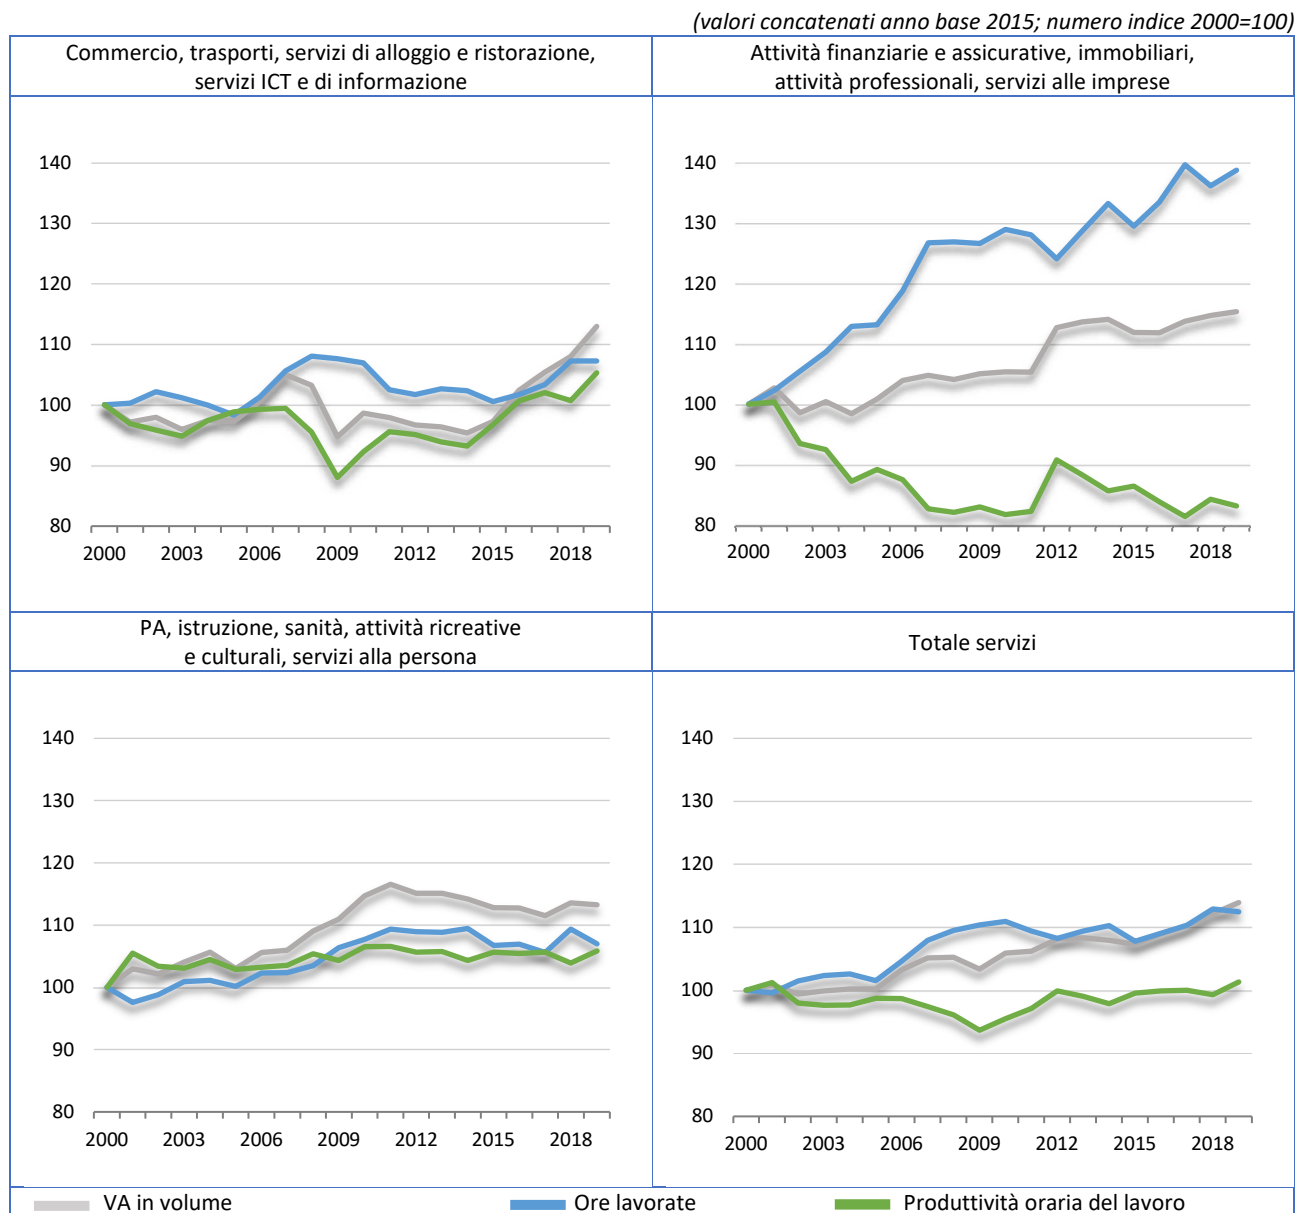 (valori concatenati anno base 2015; numero indice 2000=100)
Commercio, trasporti, servizi di alloggio e ristorazione,
servizi ICT e di informazione
Attività finanziarie e assicurative, immobiliari,
attività professionali, servizi alle imprese
140
130
120
110
100
90
80
2000 2003 2006 2009 2012 2015 2018
140
130
120
110
100
90
80
2000 2003 2006 2009 2012 2015 2018
PA, istruzione, sanità, attività ricreative
e culturali, servizi alla persona
Totale servizi
140
130
120
110
100
90
80
2000 2003 2006 2009 2012 2015 2018
140
130
120
110
100
90
80
2000 2003 2006 2009 2012 2015 2018
VA in volume Ore lavorate Produttività oraria del lavoro